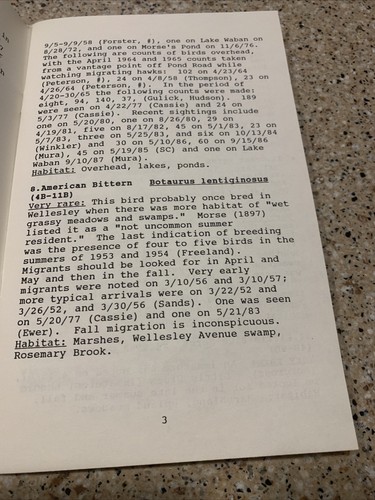 9/5-9/9/58 (Forster, #), one on Lake Waban on
8/28/72, and one on Morse's Pond on 11/6/76.
The following are counts of birds overhead,
with the April 1964 and 1965 counts taken
from a vantage point off Pond Road while
watching migrating hawks: 102 on 4/23/64
(Peterson, #), 24 on 4/8/58 (Thompson), 23 on
4/26/64 (Peterson, #). In the period of
4/20-30/65 the following counts were made:
eight, 94, 140, 37, (Gulick, Hudson). 189
were seen on 4/22/77 (Cassie) and 24 on
5/3/77 (Cassie). Recent sightings include
one on 5/20/80, one on 8/26/80, 29 on
4/19/81, five on 8/17/82, 45 on 5/1/83, 23 on
5/7/83, three on 5/25/83, and six on 10/13/84
(Winkler) and 30 on 5/10/86, 60 on 9/15/86
(Mura), 45 on 5/19/85 (SC) and one on Lake
Waban 9/10/87 (Mura).
Habitat: Overhead, lakes, ponds.
8.American Bittern Botaurus lentiginosus
(4B-11B)
Very rare: This bird probably once bred in
Wellesley when there was more habitat of "wet
grassy meadows and swamps." Morse (1897)
listed it as a "not uncommon summer
resident." The last indication of breeding
was the presence of four to five birds in the
summers of 1953 and 1954 (Freeland).
Migrants should be looked for in April and
May and then in the fall. Very early
migrants were noted on 3/10/56 and 3/10/57;
more typical arrivals were on 3/22/52 and
3/26/52, and 3/30/56 (Sands). One was seen
on 5/20/77 (Cassie) and one on 5/21/83
(Ewer). Fall migration is inconspicuous.
Habitat: Marshes, Wellesley Avenue swamp,
Rosemary Brook.
3